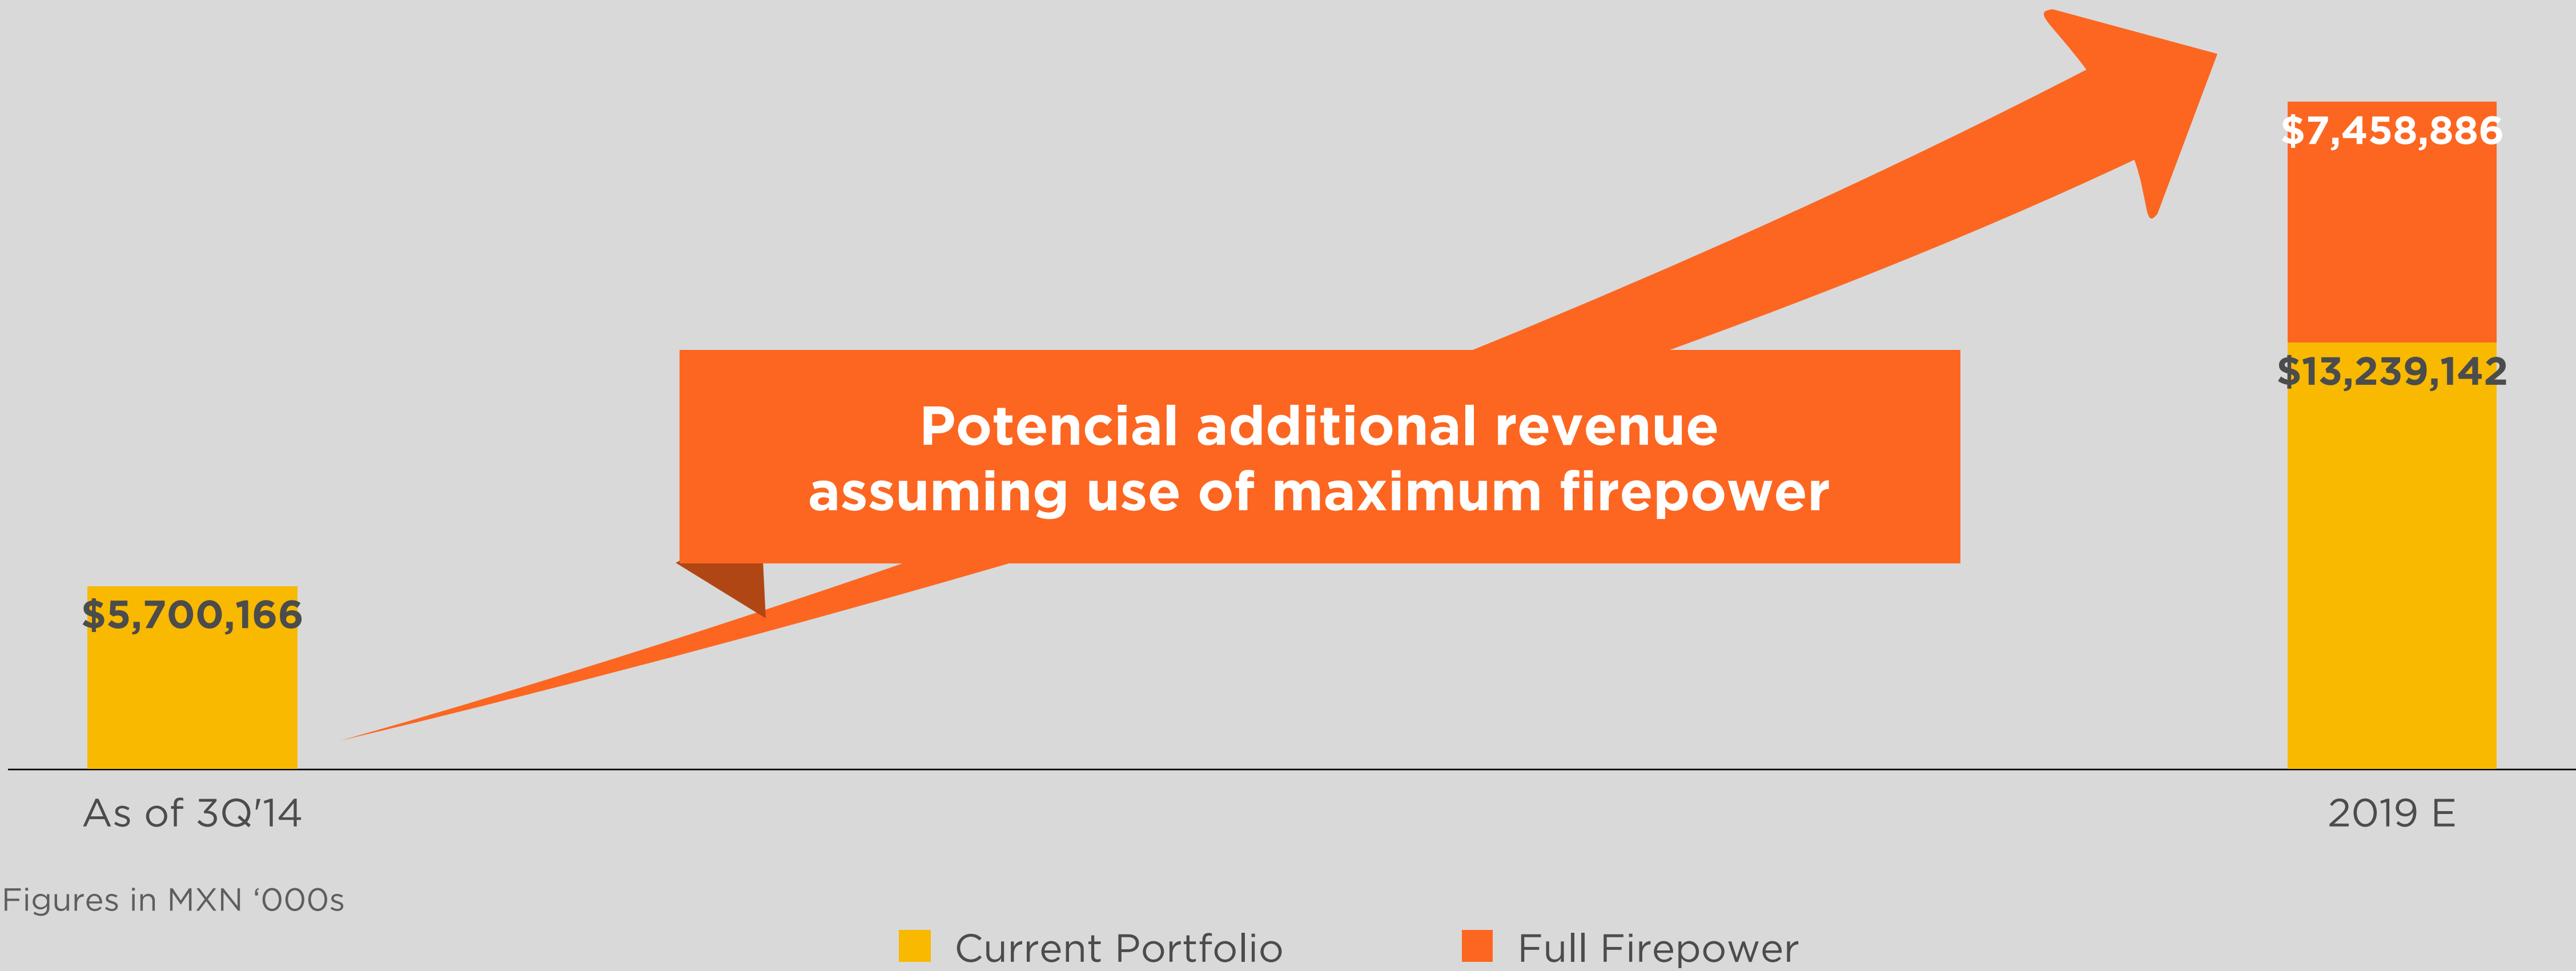 $7,458,886
$13,239,142
Potencial additional revenue
assuming use of maximum firepower
$5,700,166
As of 3Q'14
2019 E
Figures in MXN ‘000s
Current Portfolio
Full Firepower